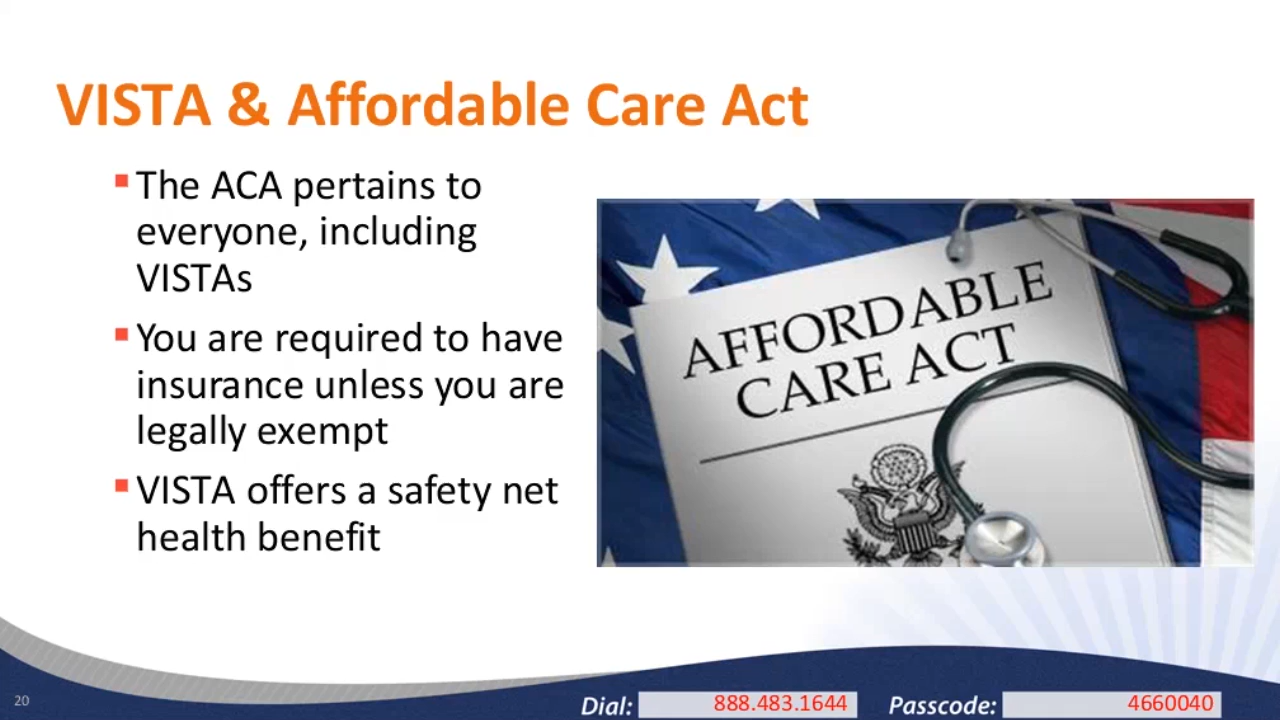 VISTA & Affordable Care Act
▪The ACA pertains to
everyone, including
VISTAs
▪You are required to have
insurance unless you are
legally exempt
▪VISTA offers a safety net
health benefit
AFFORDABLE
CARE ACT
20
Dial: 888.483.1644 Passcode: 4660040